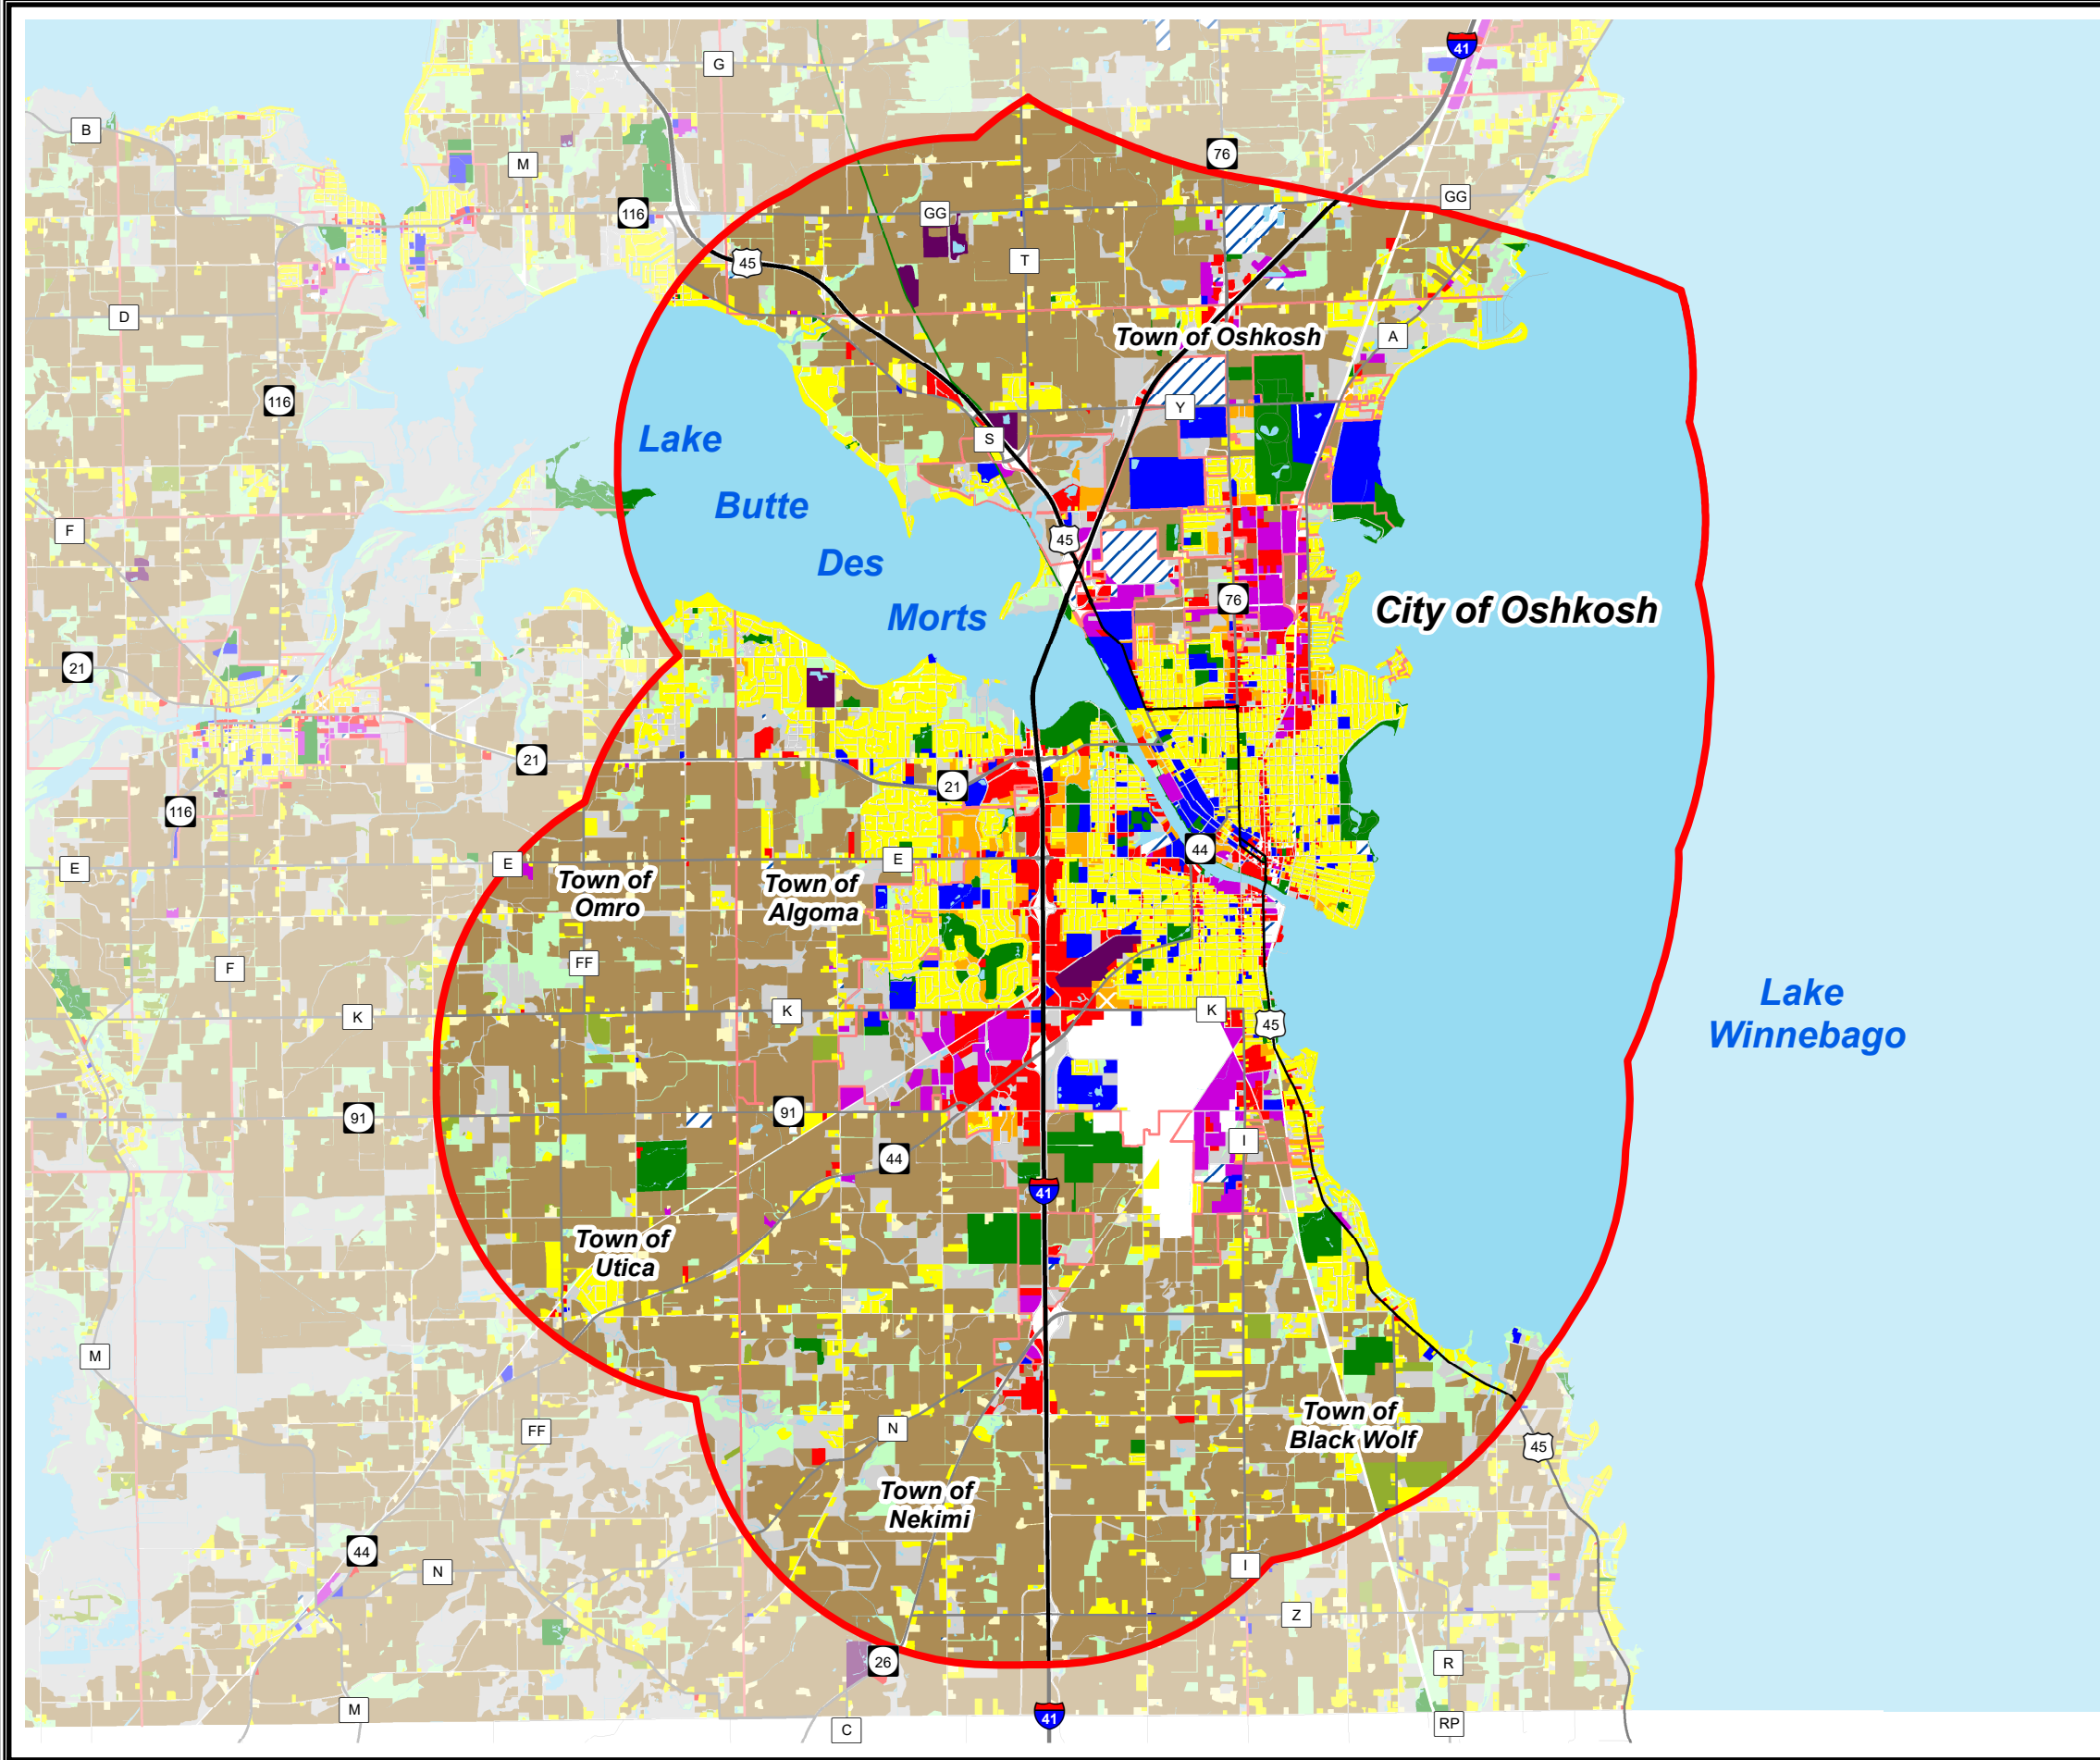 41
G
B
76
M
GG
116
GG
T
45
D
Town of Oshkosh
A
116
Y
Lake
S
Butte
F
45
Des
76
City of Oshkosh
Morts
21
21
21
116
44
E
E
E
Town of
Omro
Town of
Algoma
FF
F
Lake
Winnebago
K
K
K
45
91
91
I
44
41
Town of
Utica
M
Town of
Black Wolf
N
FF
45
Town of
Nekimi
44
I
N
Z
26
R
M
41
RP
C